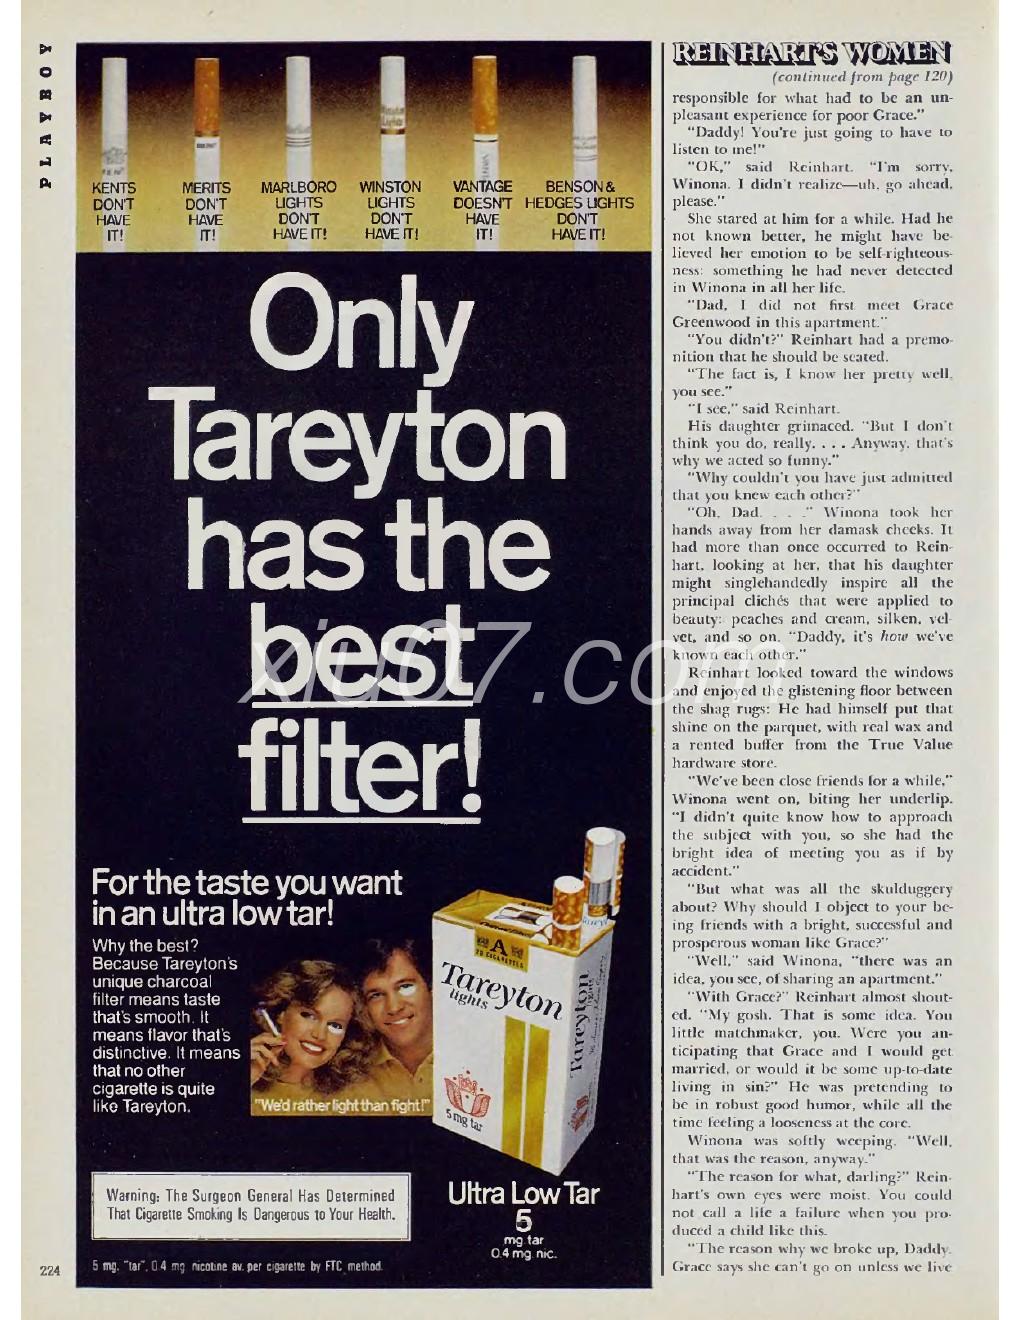 PLAYBOY
KENTS
DON'T
HAVE
IT!
MERITS
DON'T
HAVE
IT!
MARLBORO
LIGHTS
DON'T
HAVE IT!
WINSTON
LIGHTS
DON'T
HAVE IT!
VANTAGE
DOESN'T
HAVE
IT!
BENSON &
HEDGES LIGHTS
DON'T
HAVE IT!
Only
Tareyton
has the
best
filter!
For the taste you want
in an ultra low tar!
Why the best?
Because Tareyton's
unique charcoal
filter means taste
that's smooth. It
means flavor that's
distinctive. It means
that no other
cigarette is quite
like Tareyton.
"We'd rather light than fight!"
A
20 CIGARETTES
Tareyton
lights
5 mg tar
Tareyton
lights
Warning: The Surgeon General Has Determined
That Cigarette Smoking Is Dangerous to Your Health.
Ultra Low Tar
5
mg. tar
0.4 mg. nic.
5 mg. "tar", 0.4 mg. nicotine av. per cigarette by FTC method.
224
REINHART'S WOMEN
(continued from page 120)
responsible for what had to be an un-
pleasant experience for poor Grace."
"Daddy! You're just going to have to
listen to me!"
"OK," said Reinhart. "I'm sorry,
Winona. I didn't realize—uh, go ahead,
please."
She stared at him for a while. Had he
not known better, he might have be-
lieved her emotion to be self-righteous-
ness: something he had never detected
in Winona in all her life.
"Dad, I did not first meet Grace
Greenwood in this apartment."
"You didn't?" Reinhart had a premo-
nition that he should be seated.
"The fact is, I know her pretty well,
you see."
"I see," said Reinhart.
His daughter grimaced. "But I don't
think you do, really. . . . Anyway, that's
why we acted so funny."
"Why couldn't you have just admitted
that you knew each other?"
"Oh, Dad. . . ." Winona took her
hands away from her damask cheeks. It
had more than once occurred to Rein-
hart, looking at her, that his daughter
might singlehandedly inspire all the
principal clichés that were applied to
beauty: peaches and cream, silken, vel-
vet, and so on. "Daddy, it's how we've
known each other."
Reinhart looked toward the windows
and enjoyed the glistening floor between
the shag rugs: He had himself put that
shine on the parquet, with real wax and
a rented buffer from the True Value
hardware store.
"We've been close friends for a while,"
Winona went on, biting her underlip.
"I didn't quite know how to approach
the subject with you, so she had the
bright idea of meeting you as if by
accident."
"But what was all the skulduggery
about? Why should I object to your be-
ing friends with a bright, successful and
prosperous woman like Grace?"
"Well," said Winona, "there was an
idea, you see, of sharing an apartment."
"With Grace?" Reinhart almost shout-
ed. "My gosh. That is some idea. You
little matchmaker, you. Were you an-
ticipating that Grace and I would get
married, or would it be some up-to-date
living in sin?" He was pretending to
be in robust good humor, while all the
time feeling a looseness at the core.
Winona was softly weeping. "Well,
that was the reason, anyway."
"The reason for what, darling?" Rein-
hart's own eyes were moist. You could
not call a life a failure when you pro-
duced a child like this.
"The reason why we broke up, Daddy.
Grace says she can't go on unless we live
xiu07.com